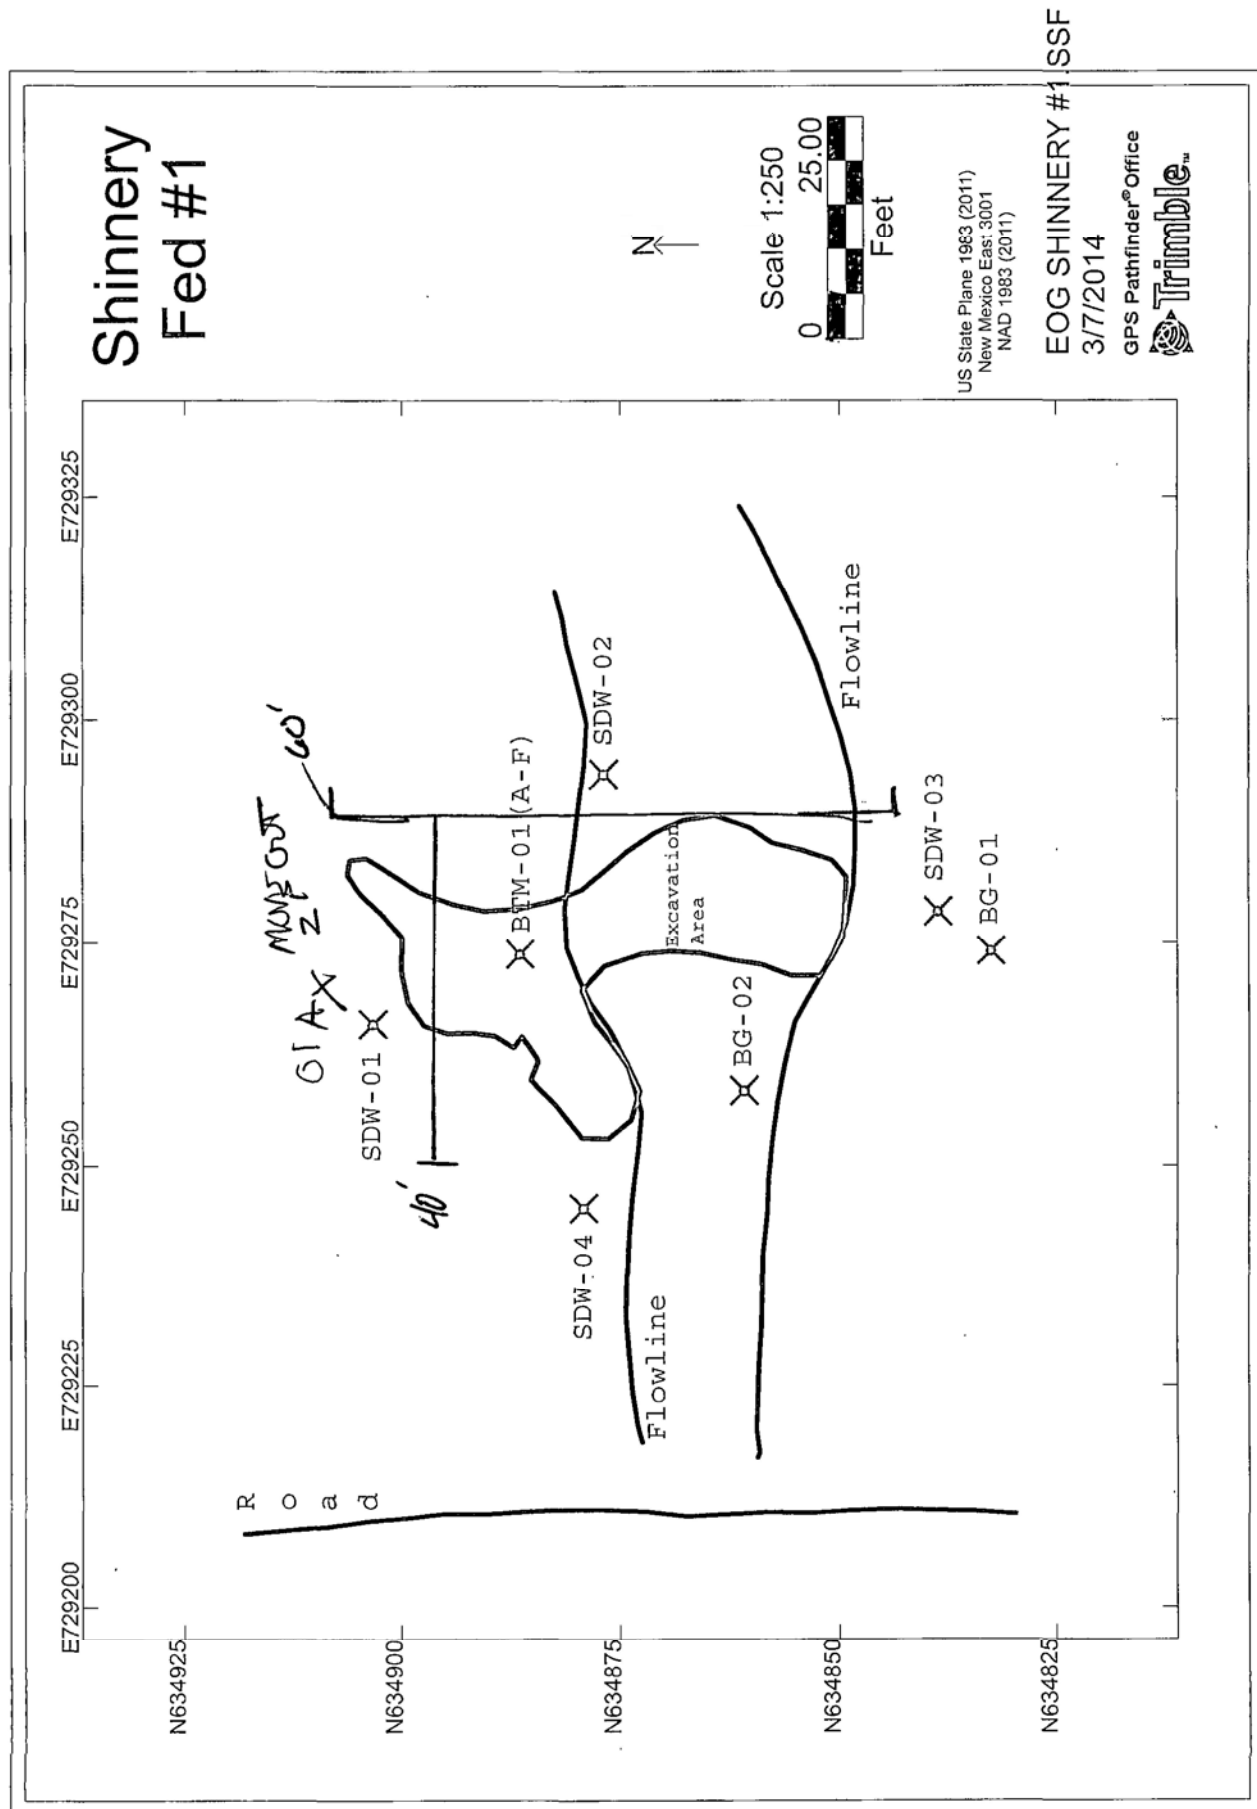 Shinnery
Fed #1
E729200
E729225
E729250
E729275
E729300
E729325
N634925
N634900
N634875
N634850
N634825
R o a d
SDW-01
40'
60'
BTM-01 (A-F)
SDW-02
SDW-04
Flowline
Excavation
Area
BG-02
Flowline
SDW-03
BG-01
N
Scale 1:250
0 25.00
Feet
US State Plane 1983 (2011)
New Mexico East 3001
NAD 1983 (2011)
EOG SHINNERY #1.SSF
3/7/2014
GPS Pathfinder® Office
Trimble™